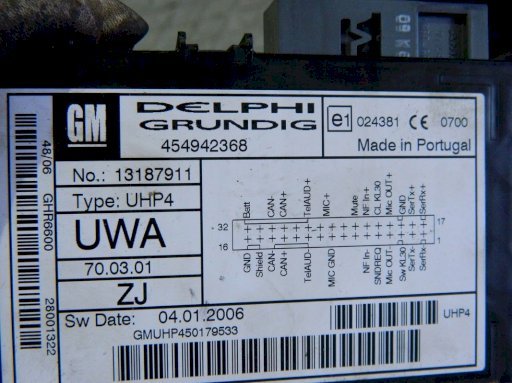 GM
DELPHI
GRUNDIG
454942368
e1 024381 CE 0700
Made in Portugal
48/06 GHR6600 28001322
No.: 13187911
Type: UHP4
UWA
70.03.01
ZJ
Batt CAN- CAN+ TelAUD+ MIC+ Mute NF In+ CL KL30 Mic OUT+ GND SerTx+ SerRx+
32 17
16 1
GND Shield CAN- CAN+ TelAUD- MIC GND NF In- SNDREQ Mic OUT- Sw KL30 SerTx- SerRx-
Sw Date: 04.01.2006
GMUHP450179533
UHP4